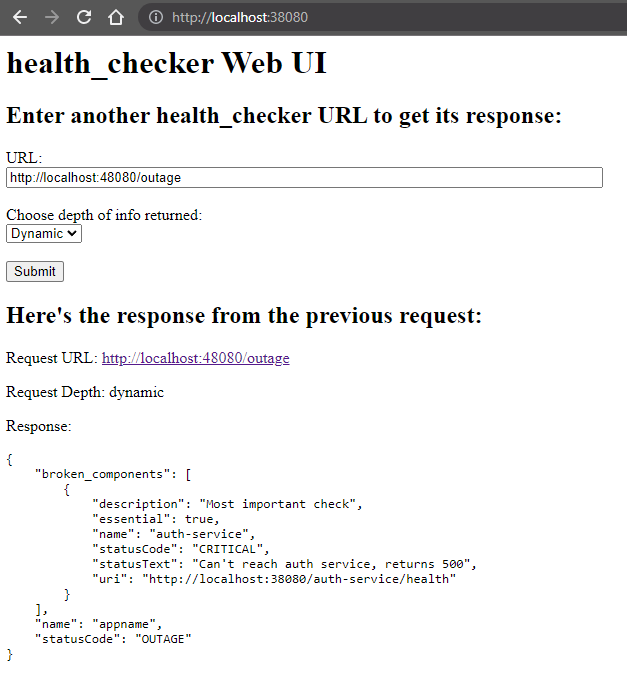 http://localhost:38080
health_checker Web UI
Enter another health_checker URL to get its response:
URL:
http://localhost:48080/outage
Choose depth of info returned:
Dynamic
Submit
Here's the response from the previous request:
Request URL: http://localhost:48080/outage
Request Depth: dynamic
Response:
{
    "broken_components": [
        {
            "description": "Most important check",
            "essential": true,
            "name": "auth-service",
            "statusCode": "CRITICAL",
            "statusText": "Can't reach auth service, returns 500",
            "uri": "http://localhost:38080/auth-service/health"
        }
    ],
    "name": "appname",
    "statusCode": "OUTAGE"
}